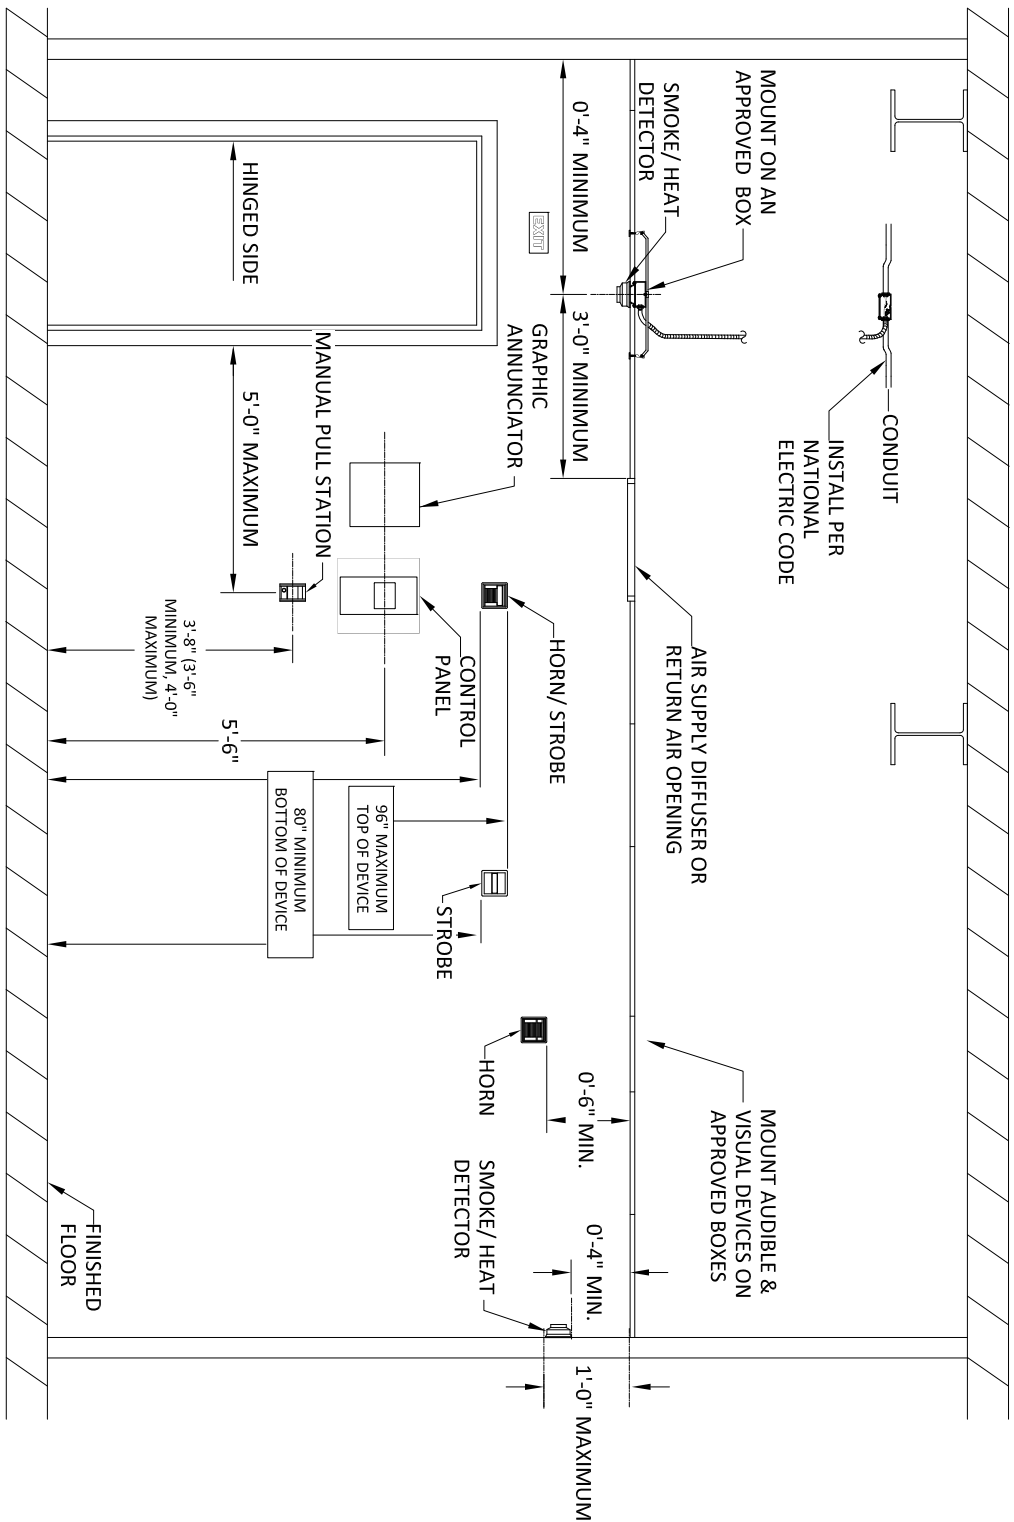 MOUNT ON AN
APPROVED BOX
SMOKE/ HEAT
DETECTOR
0'-4" MINIMUM
3'-0" MINIMUM
EXIT
HINGED SIDE
CONDUIT
INSTALL PER
NATIONAL
ELECTRIC CODE
GRAPHIC
ANNUNCIATOR
MANUAL PULL STATION
5'-0" MAXIMUM
AIR SUPPLY DIFFUSER OR
RETURN AIR OPENING
HORN/ STROBE
CONTROL
PANEL
3'-8" (3'-6"
MINIMUM, 4'-0"
MAXIMUM)
5'-6"
96" MAXIMUM
TOP OF DEVICE
80" MINIMUM
BOTTOM OF DEVICE
STROBE
MOUNT AUDIBLE &
VISUAL DEVICES ON
APPROVED BOXES
0'-6" MIN.
HORN
0'-4" MIN.
SMOKE/ HEAT
DETECTOR
1'-0" MAXIMUM
FINISHED
FLOOR